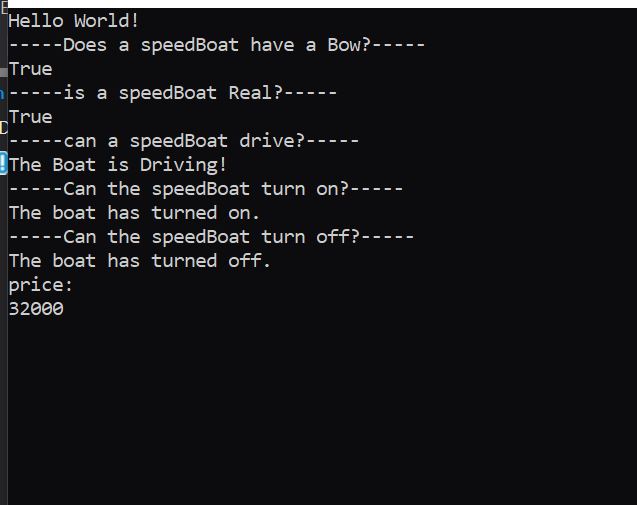 Hello World!
-----Does a speedBoat have a Bow?-----
True
-----is a speedBoat Real?-----
True
-----can a speedBoat drive?-----
The Boat is Driving!
-----Can the speedBoat turn on?-----
The boat has turned on.
-----Can the speedBoat turn off?-----
The boat has turned off.
price:
32000